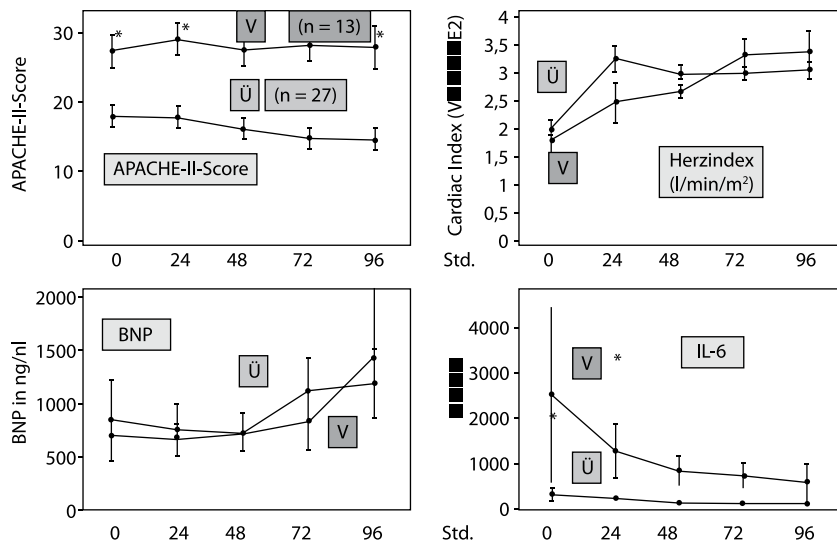 APACHE-II-Score
30
20
10
0
0 24 48 72 96 Std.
*
*
*
V (n = 13)
Ü (n = 27)
APACHE-II-Score
Cardiac Index
4
3,5
3
2,5
2
1,5
1
0,5
0
0 24 48 72 96
Ü
V
Herzindex
(l/min/m²)
BNP in ng/nl
2000
1500
1000
500
0
0 24 48 72 96 Std.
BNP
Ü
V
4000
3000
2000
1000
0
0 24 48 72 96
V
*
*
Ü
IL-6